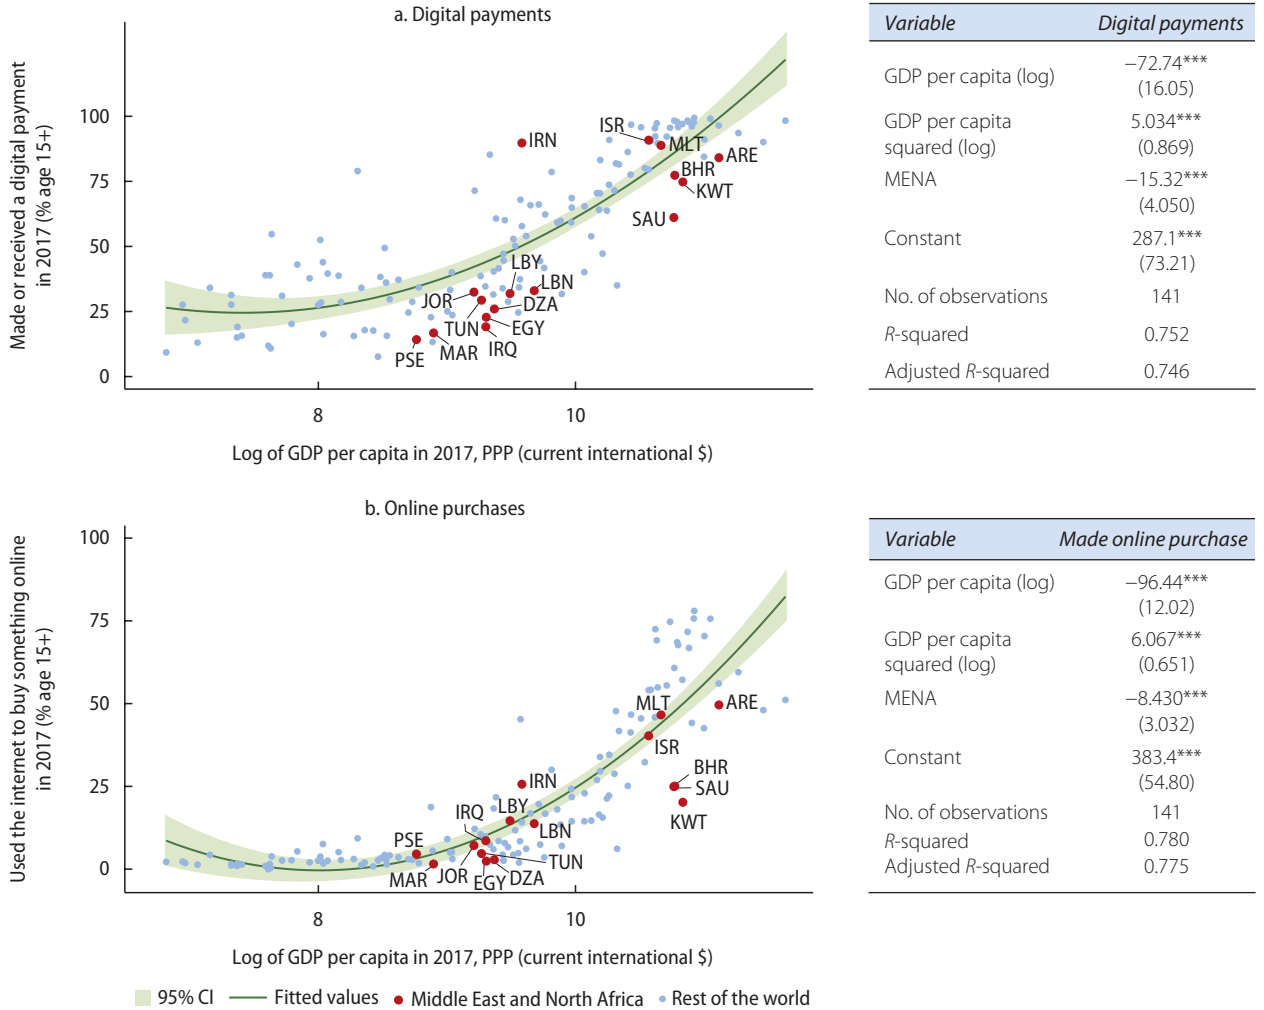 a. Digital payments
Made or received a digital payment
in 2017 (% age 15+)
100
75
50
25
0
8
10
IRN
ISR
MLT
ARE
BHR
KWT
SAU
LBY
LBN
JOR
DZA
TUN
EGY
IRQ
MAR
PSE
Log of GDP per capita in 2017, PPP (current international $)
Variable Digital payments
GDP per capita (log) −72.74***
(16.05)
GDP per capita 5.034***
squared (log) (0.869)
MENA −15.32***
(4.050)
Constant 287.1***
(73.21)
No. of observations 141
R-squared 0.752
Adjusted R-squared 0.746
b. Online purchases
Used the internet to buy something online
in 2017 (% age 15+)
100
75
50
25
0
8
10
MLT
ARE
ISR
BHR
SAU
KWT
IRN
IRQ
LBY
LBN
PSE
TUN
MAR
JOR
EGY
DZA
Log of GDP per capita in 2017, PPP (current international $)
Variable Made online purchase
GDP per capita (log) −96.44***
(12.02)
GDP per capita 6.067***
squared (log) (0.651)
MENA −8.430***
(3.032)
Constant 383.4***
(54.80)
No. of observations 141
R-squared 0.780
Adjusted R-squared 0.775
95% CI Fitted values Middle East and North Africa Rest of the world